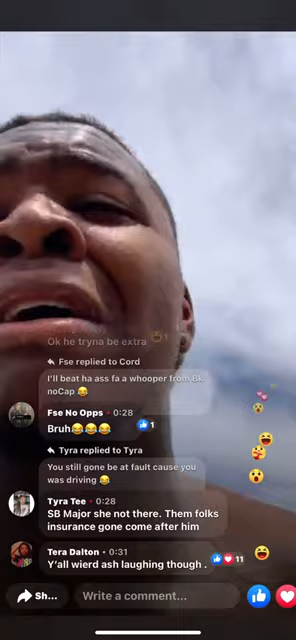 Ok he tryna be extra
1
Fse replied to Cord
I'll beat ha ass fa a whooper from Bk
noCap 😂
Fse No Opps • 0:28
Bruh😂😂😂
1
Tyra replied to Tyra
You still gone be at fault cause you
was driving 😂
Tyra Tee • 0:28
SB Major she not there. Them folks
insurance gone come after him
Tera Dalton • 0:31
Y'all wierd ash laughing though .
11
Sh...
Write a comment...